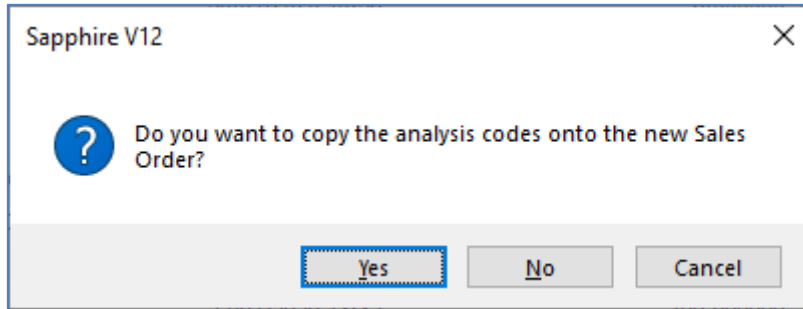 Sapphire V12
Do you want to copy the analysis codes onto the new Sales
Order?
Yes
No
Cancel